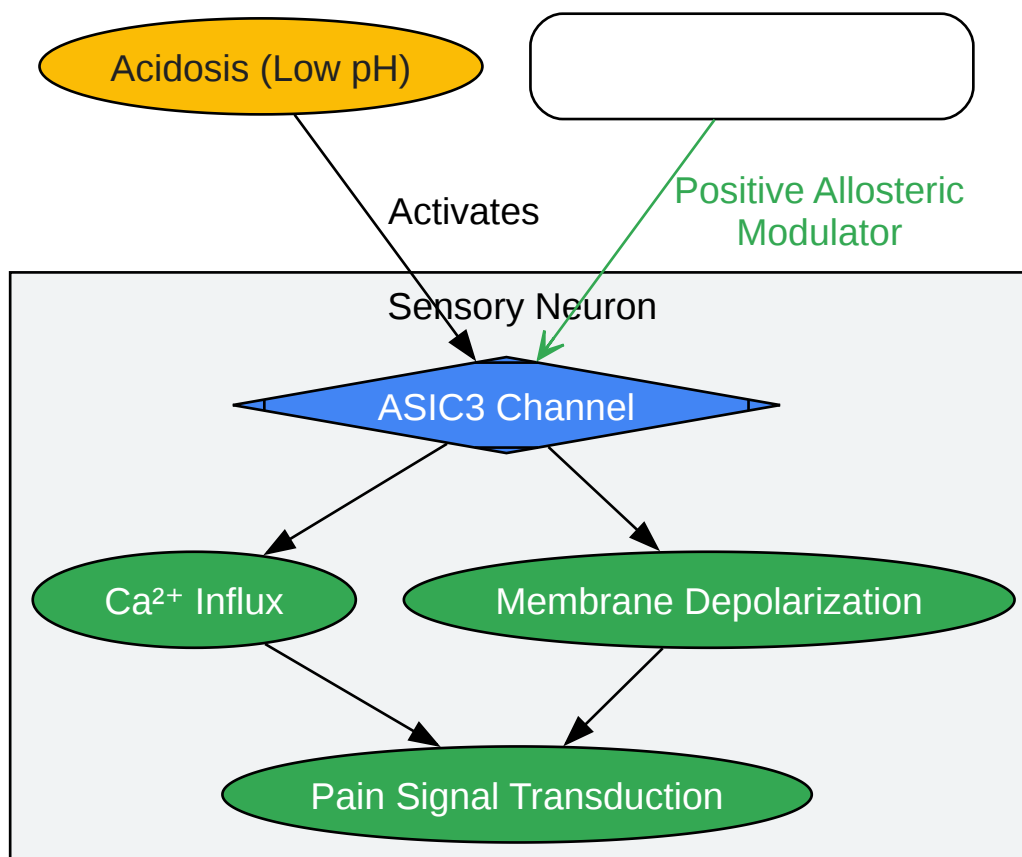 Acidosis (Low pH)
Activates
Positive Allosteric
Modulator
Sensory Neuron
ASIC3 Channel
Ca²⁺ Influx
Membrane Depolarization
Pain Signal Transduction